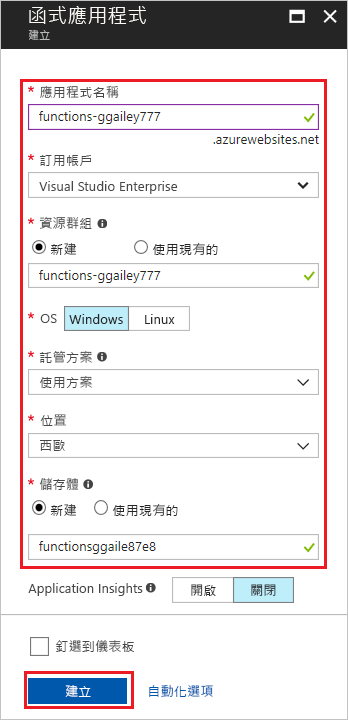 函式應用程式
建立
* 應用程式名稱
functions-ggailey777
.azurewebsites.net
* 訂用帳戶
Visual Studio Enterprise
* 資源群組
新建 使用現有的
functions-ggailey777
* OS Windows Linux
* 託管方案
使用方案
* 位置
西歐
* 儲存體
新建 使用現有的
functionsggaile87e8
Application Insights 開啟 關閉
釘選到儀表板
建立 自動化選項